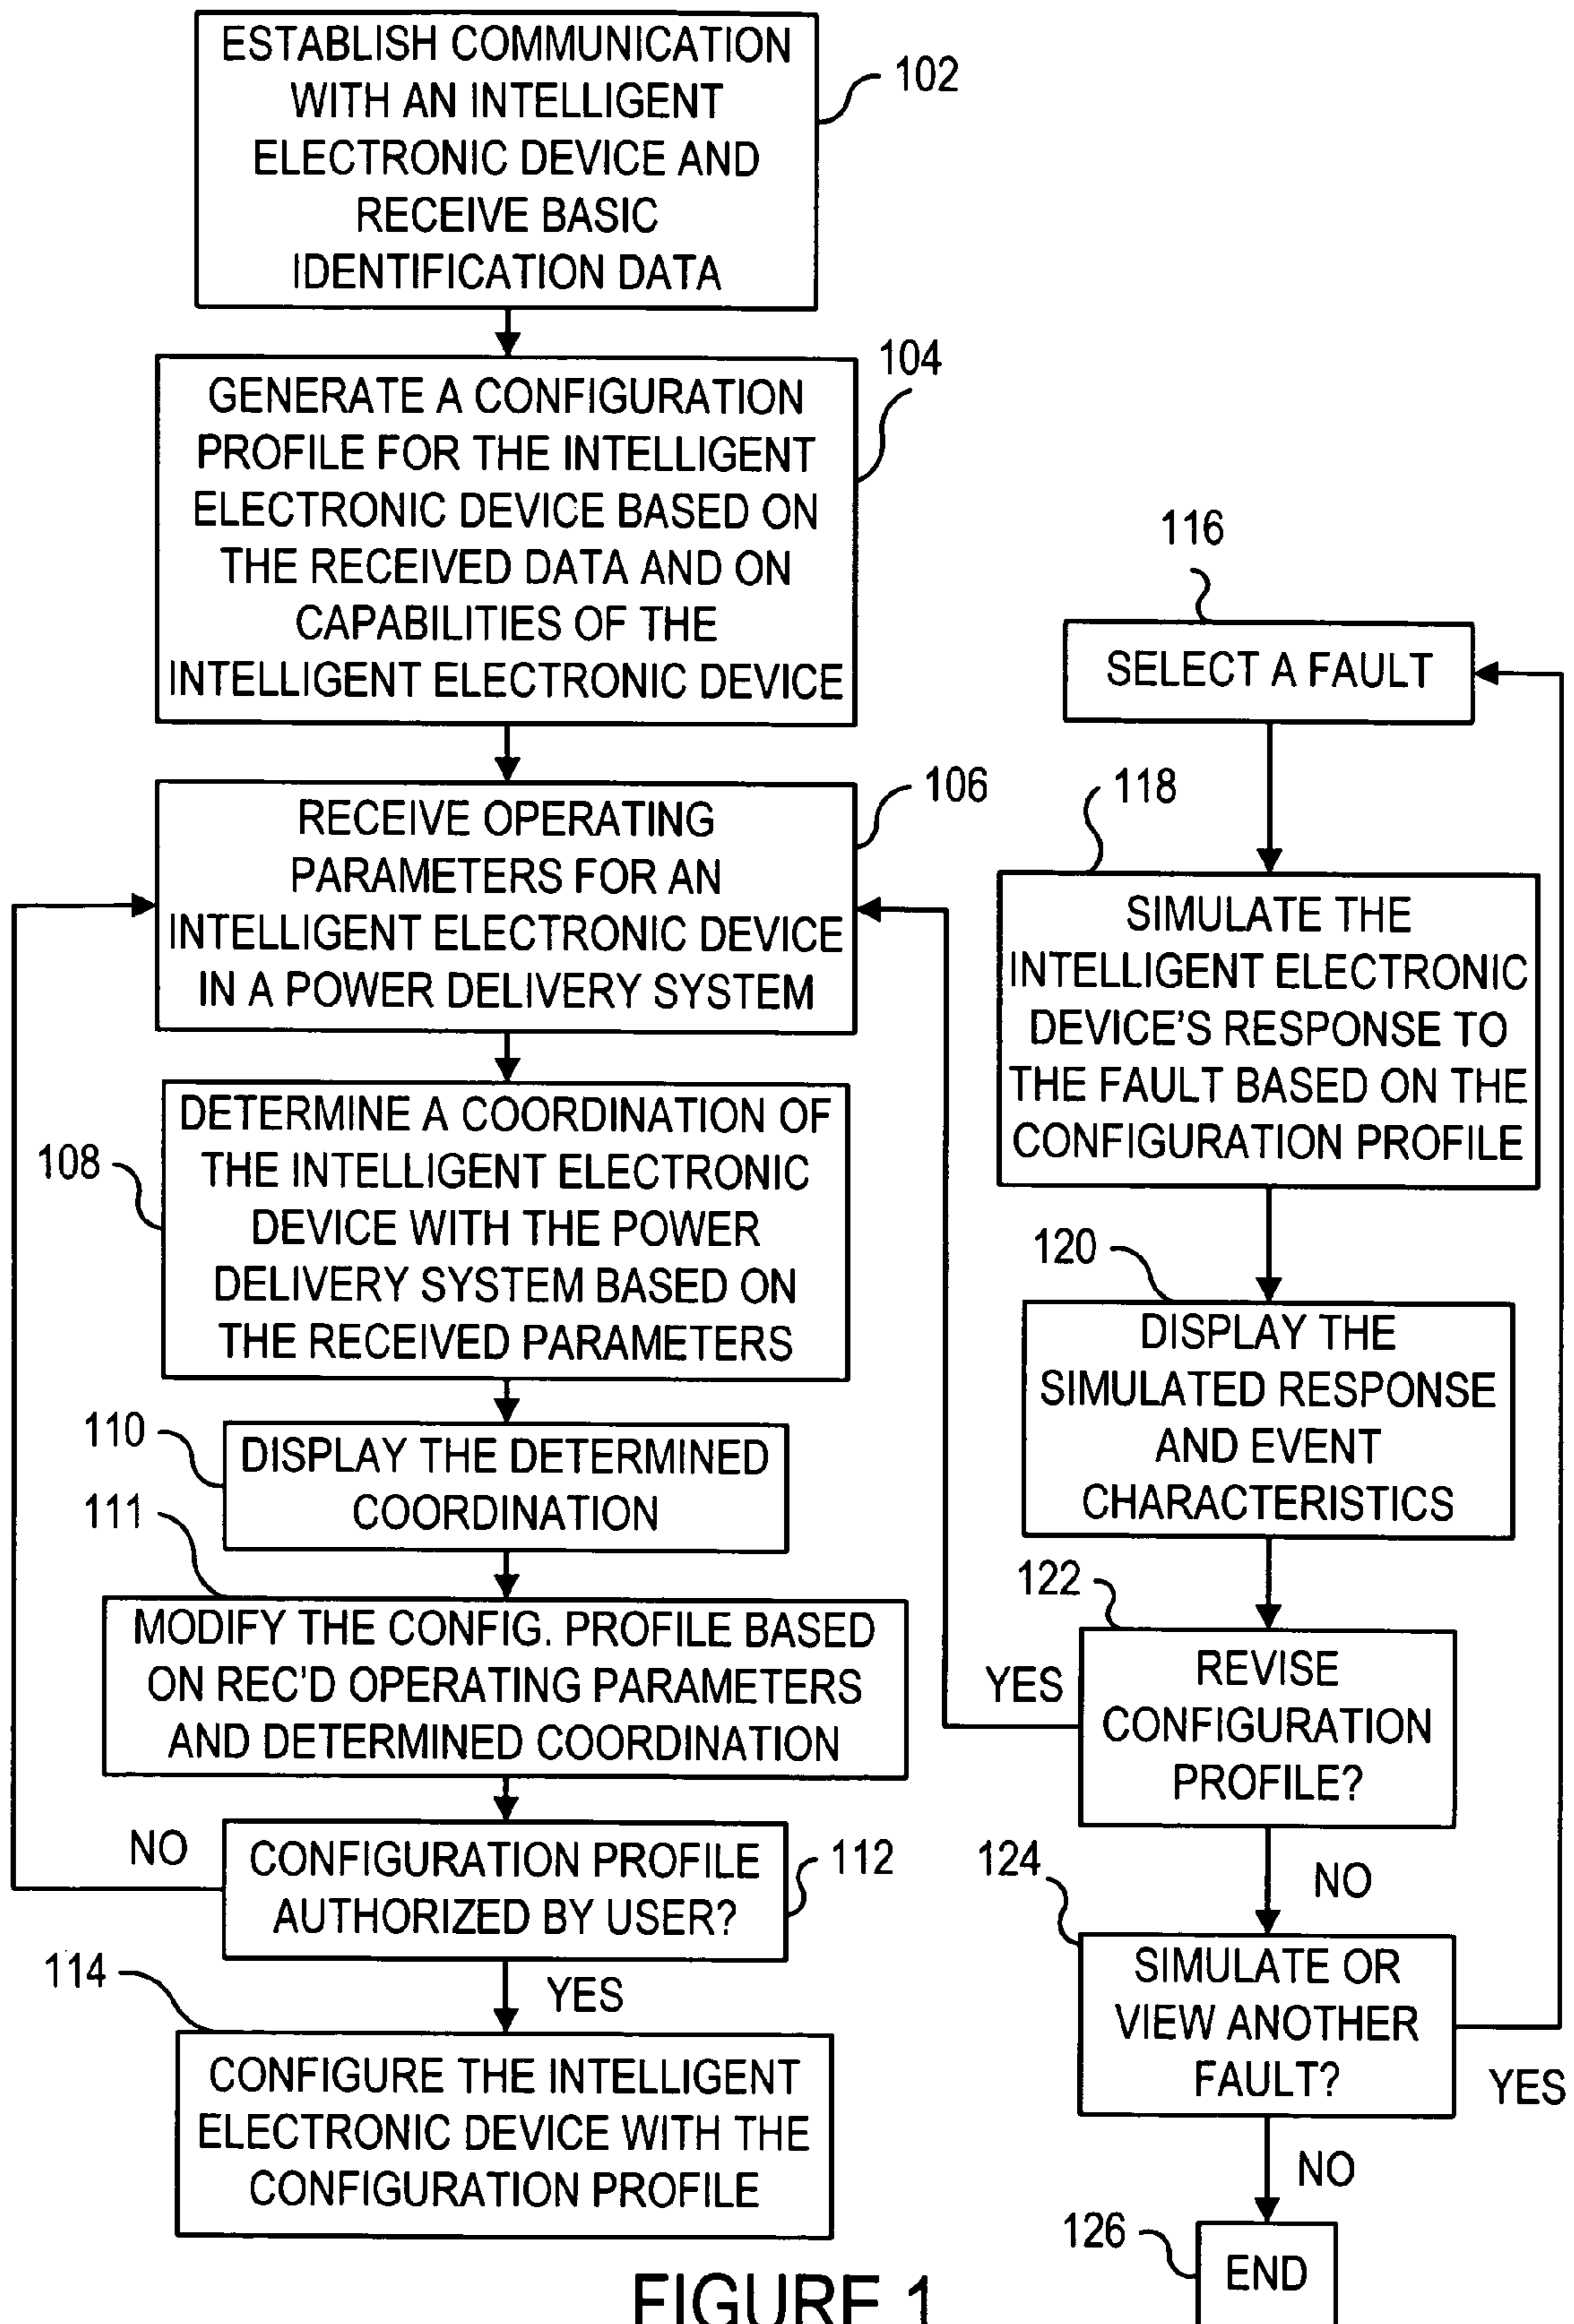 ESTABLISH COMMUNICATION
WITH AN INTELLIGENT
ELECTRONIC DEVICE AND
RECEIVE BASIC
IDENTIFICATION DATA
102
GENERATE A CONFIGURATION
PROFILE FOR THE INTELLIGENT
ELECTRONIC DEVICE BASED ON
THE RECEIVED DATA AND ON
CAPABILITIES OF THE
INTELLIGENT ELECTRONIC DEVICE
104
RECEIVE OPERATING
PARAMETERS FOR AN
INTELLIGENT ELECTRONIC DEVICE
IN A POWER DELIVERY SYSTEM
106
108
DETERMINE A COORDINATION OF
THE INTELLIGENT ELECTRONIC
DEVICE WITH THE POWER
DELIVERY SYSTEM BASED ON
THE RECEIVED PARAMETERS
110
DISPLAY THE DETERMINED
COORDINATION
111
MODIFY THE CONFIG. PROFILE BASED
ON REC'D OPERATING PARAMETERS
AND DETERMINED COORDINATION
NO
CONFIGURATION PROFILE
AUTHORIZED BY USER?
112
YES
114
CONFIGURE THE INTELLIGENT
ELECTRONIC DEVICE WITH THE
CONFIGURATION PROFILE
116
SELECT A FAULT
118
SIMULATE THE
INTELLIGENT ELECTRONIC
DEVICE'S RESPONSE TO
THE FAULT BASED ON THE
CONFIGURATION PROFILE
120
DISPLAY THE
SIMULATED RESPONSE
AND EVENT
CHARACTERISTICS
122
YES
REVISE
CONFIGURATION
PROFILE?
NO
124
SIMULATE OR
VIEW ANOTHER
FAULT?
YES
NO
126
END
FIGURE 1